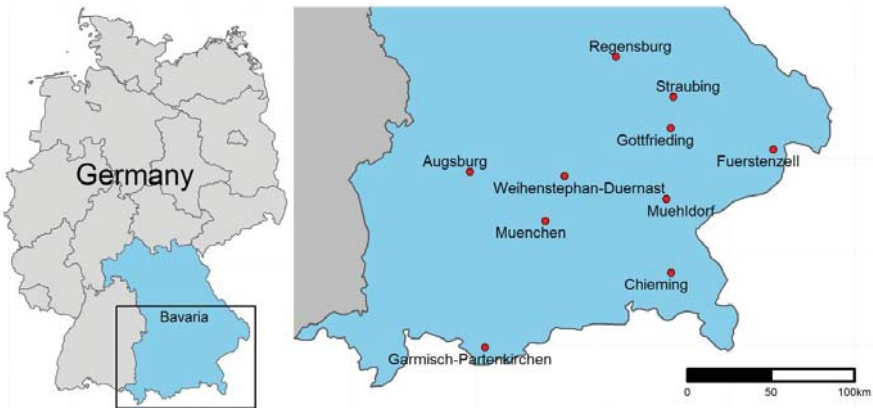 Germany
Bavaria
Regensburg
Straubing
Gottfrieding
Fuerstenzell
Augsburg
Weihenstephan-Duernast
Muehldorf
Muenchen
Chieming
Garmisch-Partenkirchen
0 50 100km